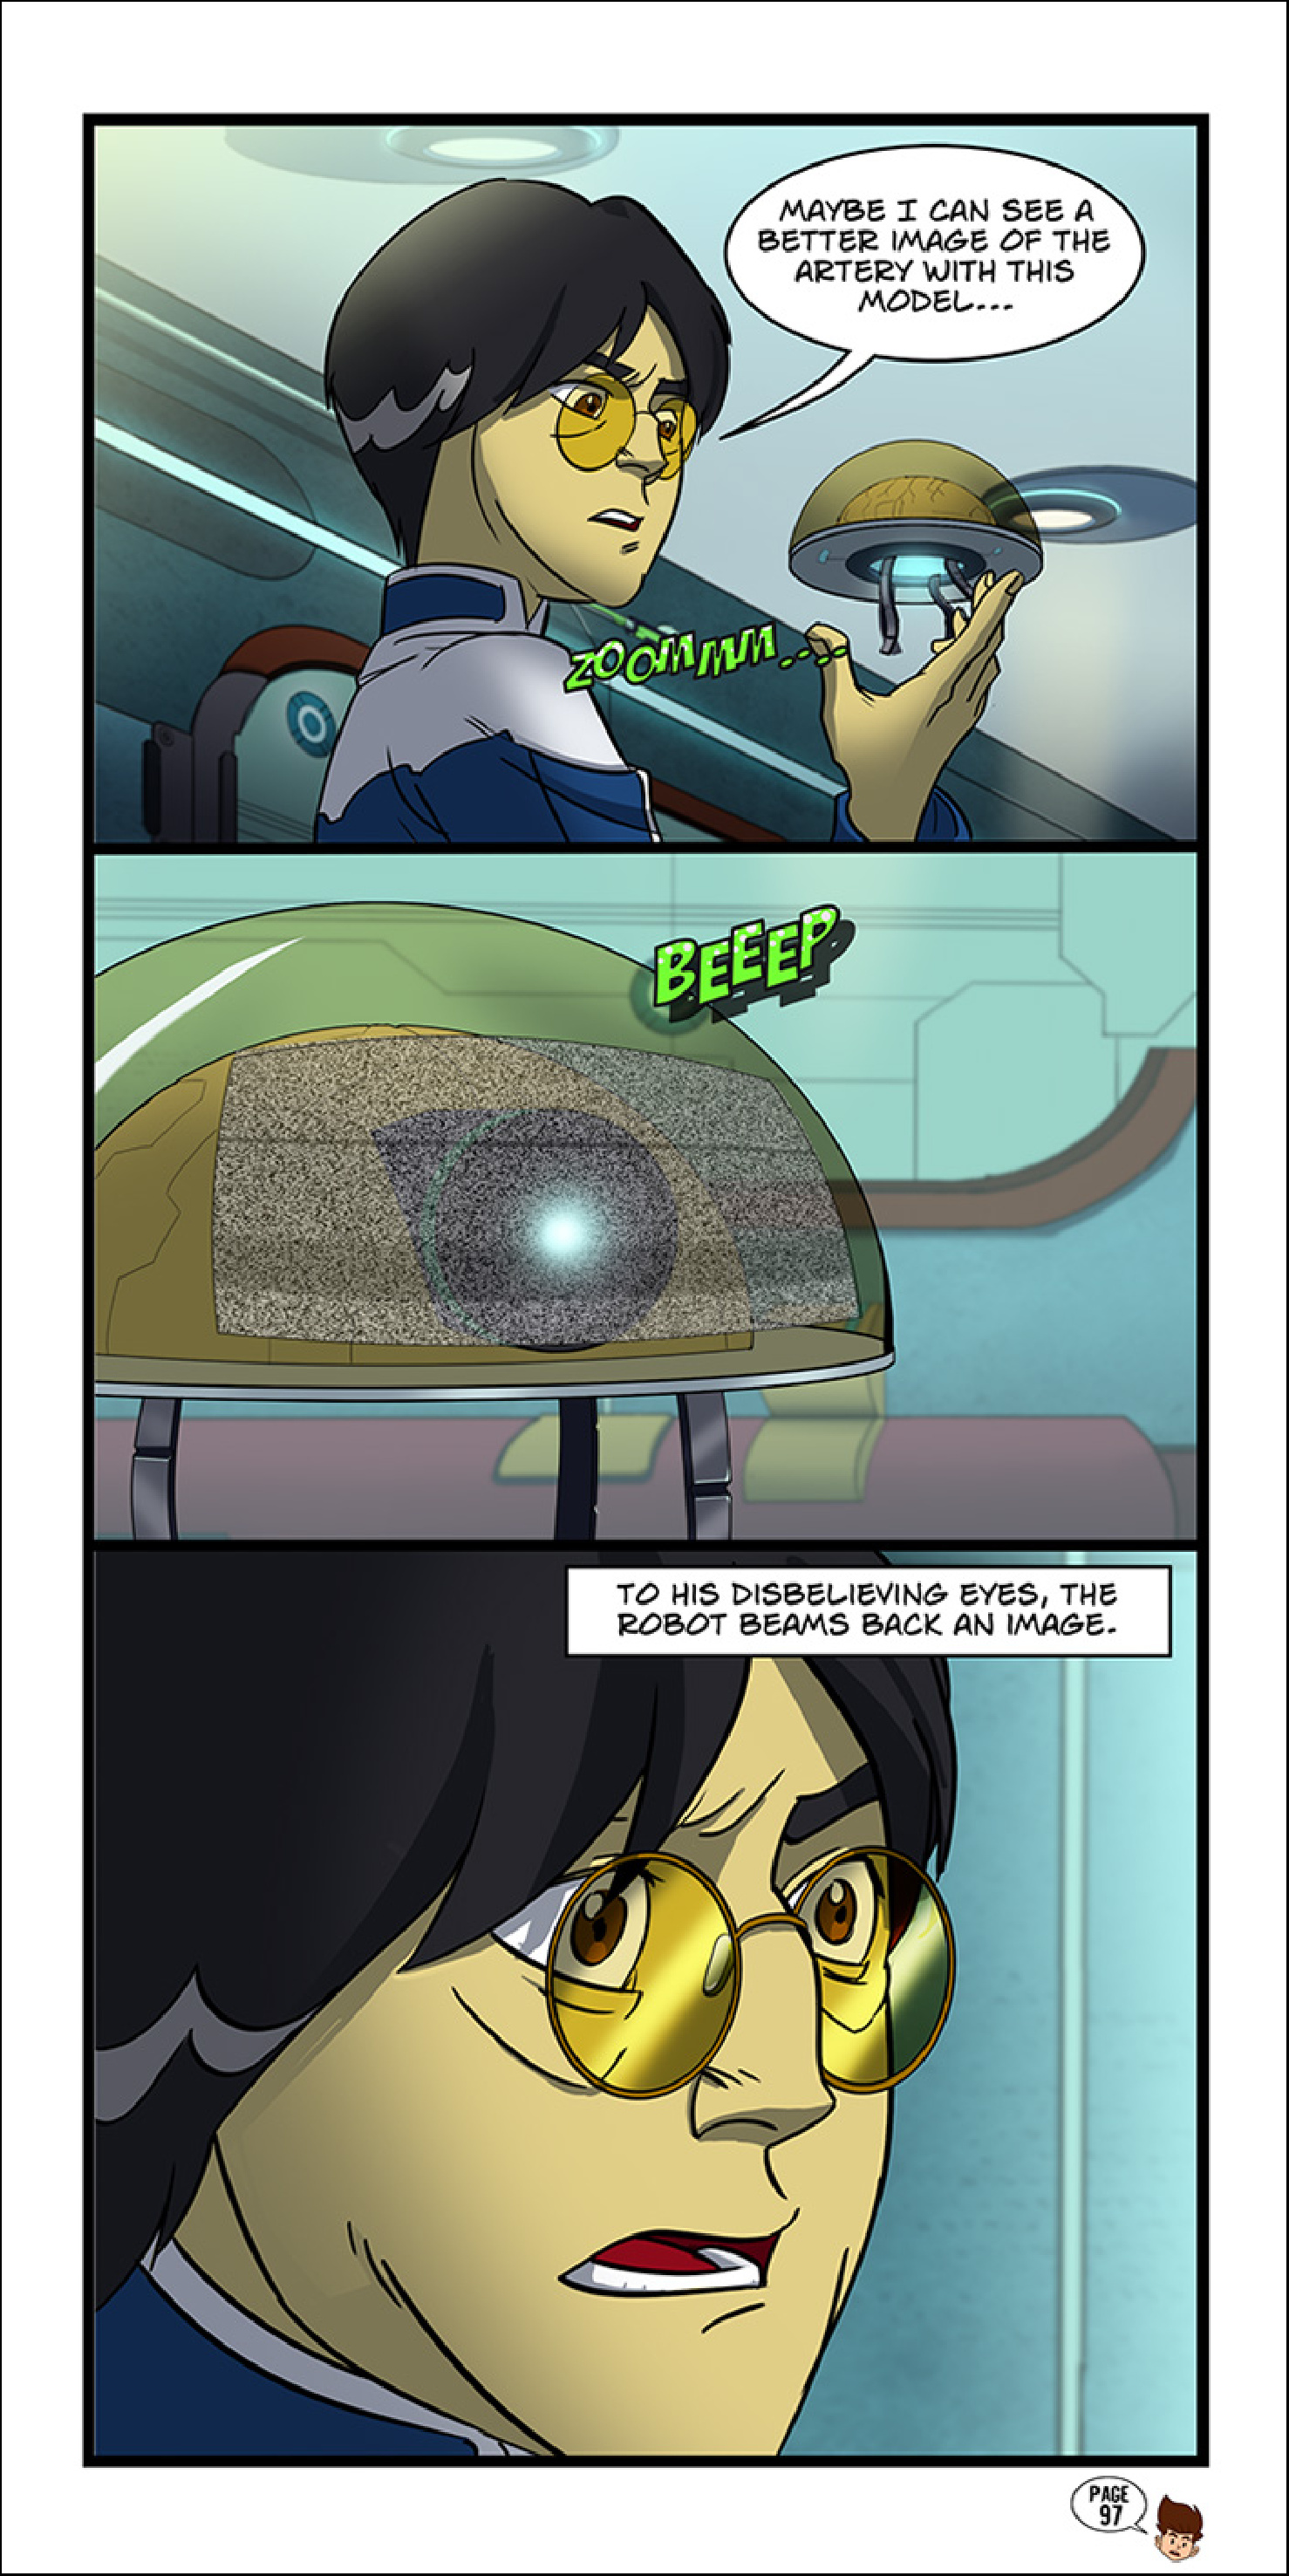 MAYBE I CAN SEE A
BETTER IMAGE OF THE
ARTERY WITH THIS
MODEL...
ZOOMMMM....
BEEEP
TO HIS DISBELIEVING EYES, THE
ROBOT BEAMS BACK AN IMAGE.
PAGE
97